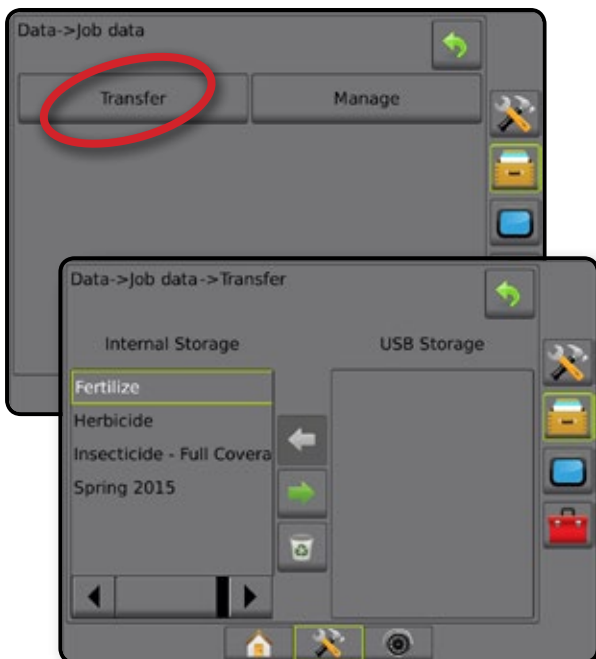 Data->Job data
Transfer
Manage
Data->Job data->Transfer
Internal Storage
USB Storage
Fertilize
Herbicide
Insecticide - Full Covera
Spring 2015